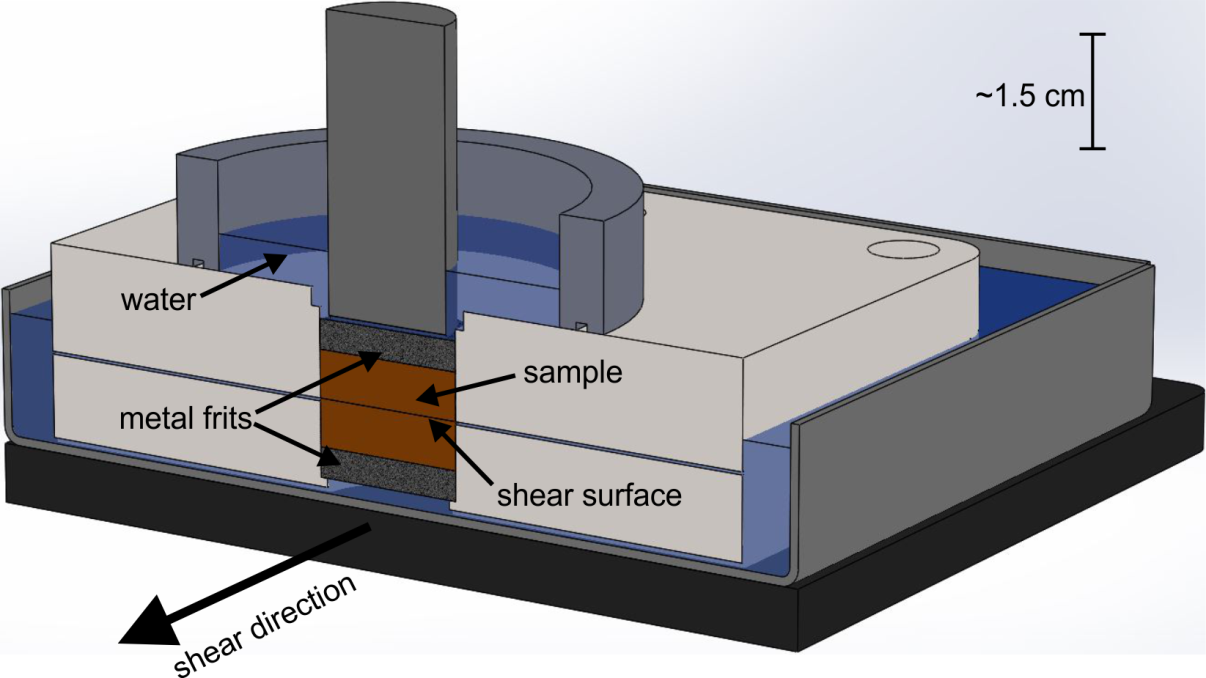 ~1.5 cm
water
sample
metal frits
shear surface
shear direction